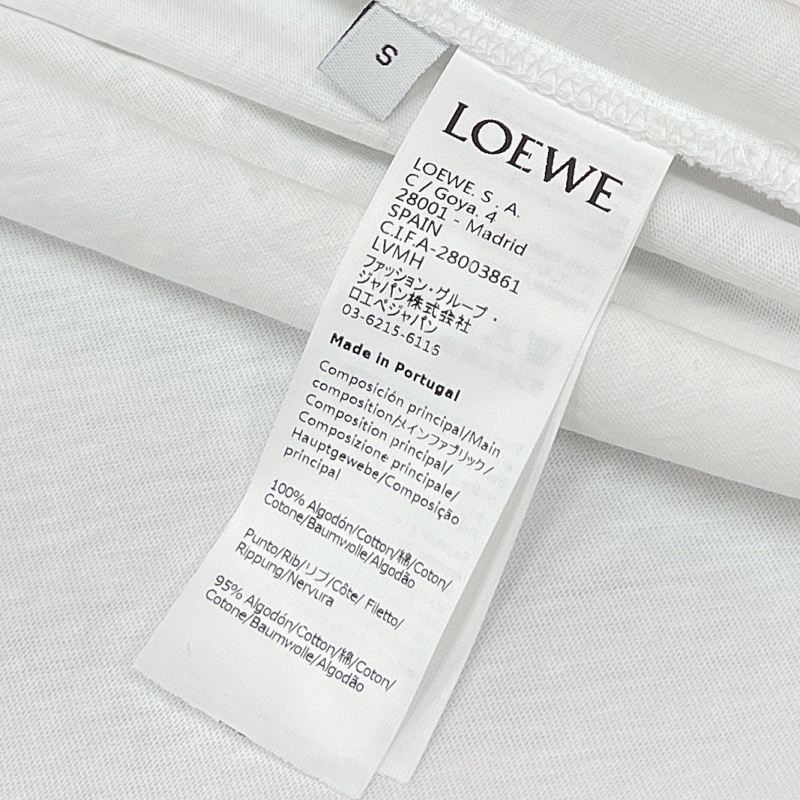 S
LOEWE
LOEWE. S. A.
C / Goya. 4
28001 - Madrid
SPAIN
C.I.F.A-28003861
LVMH
ファッション・グループ・
ジャパン株式会社
ロエベジャパン
03-6215-6115
Made in Portugal
Composición principal/Main
composition/メインファブリック/
Composition principal/
Composizione principale/
Hauptgewebe/Composição
principal
100% Algodón/Cotton/綿/Coton/
Cotone/Baumwolle/Algodão
Punto/Rib/リブ/Côte/ Filetto/
Rippung/Nervura
95% Algodón/Cotton/綿/Coton/
Cotone/Baumwolle/Algodão